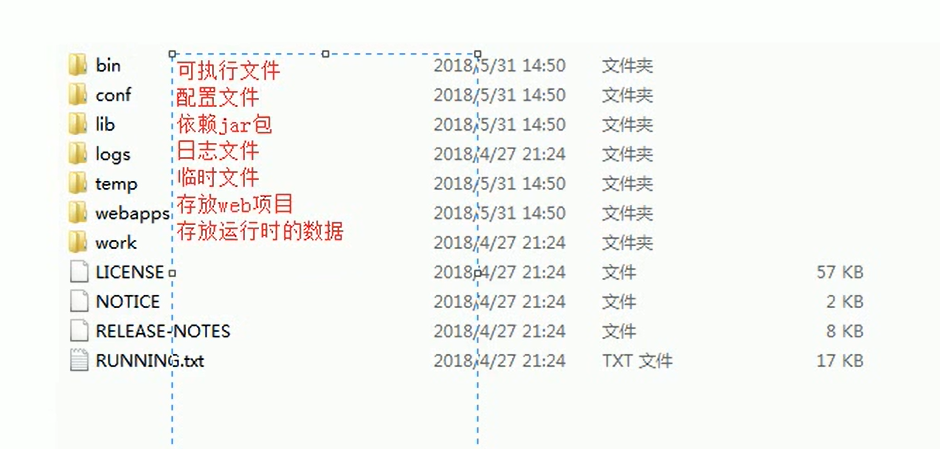 bin 可执行文件 2018/5/31 14:50 文件夹
conf 配置文件 2018/5/31 14:50 文件夹
lib 依赖jar包 2018/5/31 14:50 文件夹
logs 日志文件 2018/4/27 21:24 文件夹
temp 临时文件 2018/5/31 14:50 文件夹
webapps 存放web项目 2018/5/31 14:50 文件夹
work 存放运行时的数据 2018/4/27 21:24 文件夹
LICENSE 2018/4/27 21:24 文件 57 KB
NOTICE 2018/4/27 21:24 文件 2 KB
RELEASE-NOTES 2018/4/27 21:24 文件 8 KB
RUNNING.txt 2018/4/27 21:24 TXT 文件 17 KB